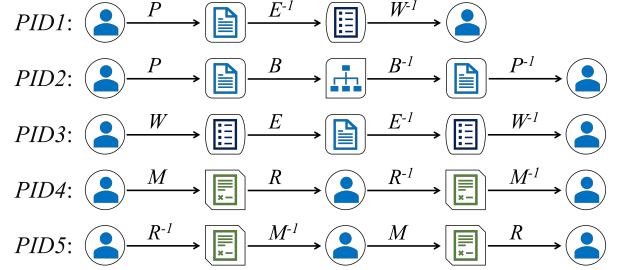 PID1: P E⁻¹ W⁻¹
PID2: P B B⁻¹ P⁻¹
PID3: W E E⁻¹ W⁻¹
PID4: M R R⁻¹ M⁻¹
PID5: R⁻¹ M⁻¹ M R